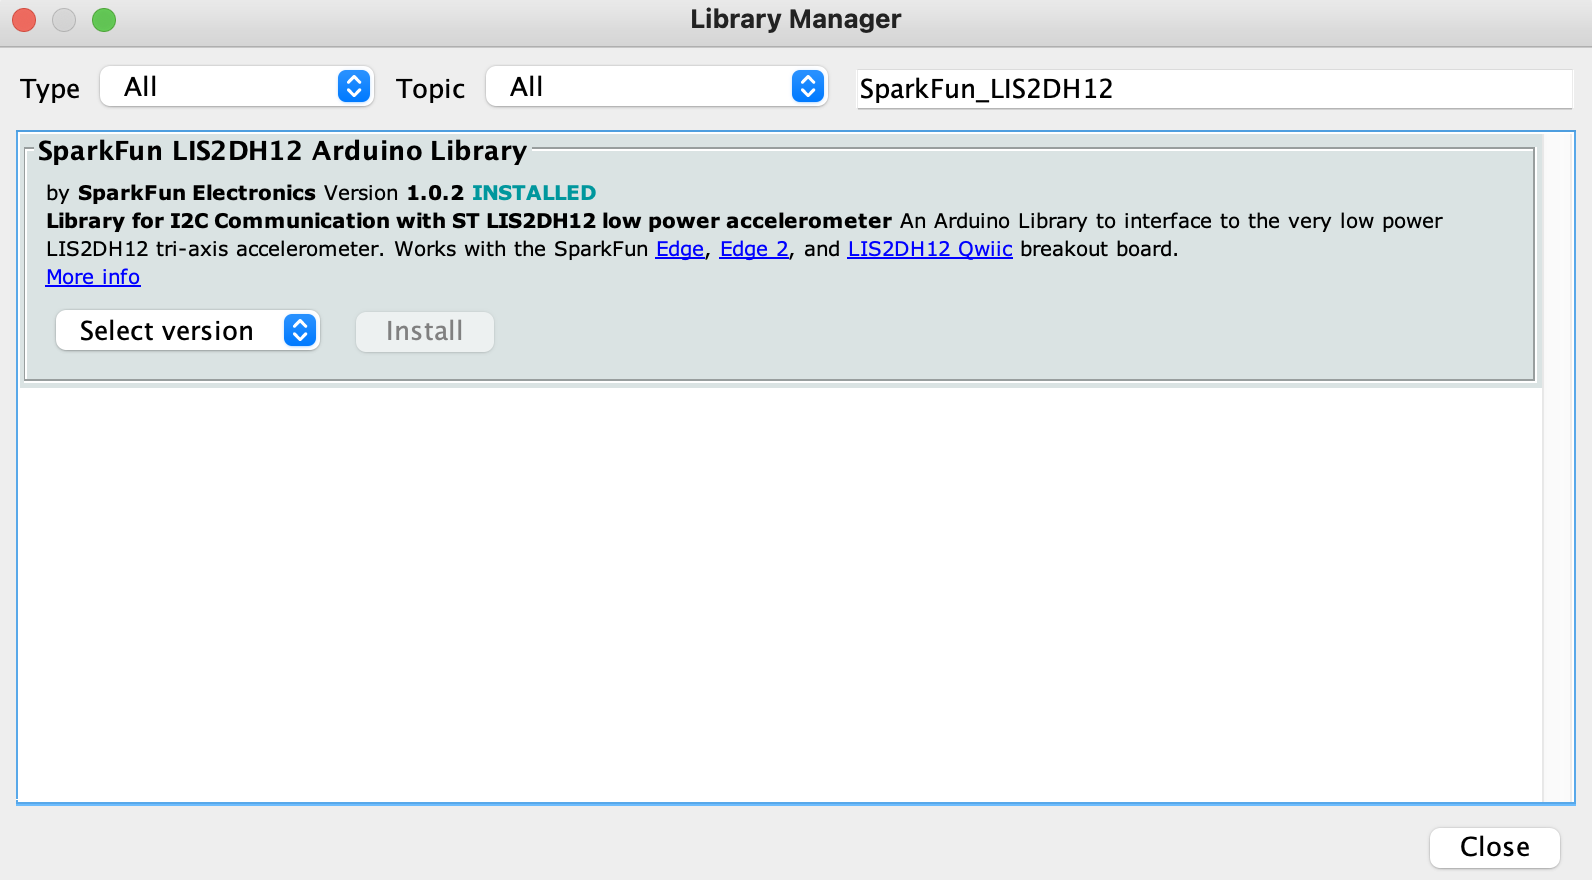 Library Manager
Type All Topic All SparkFun_LIS2DH12
SparkFun LIS2DH12 Arduino Library
by SparkFun Electronics Version 1.0.2 INSTALLED
Library for I2C Communication with ST LIS2DH12 low power accelerometer An Arduino Library to interface to the very low power
LIS2DH12 tri-axis accelerometer. Works with the SparkFun Edge, Edge 2, and LIS2DH12 Qwiic breakout board.
More info
Select version Install
Close